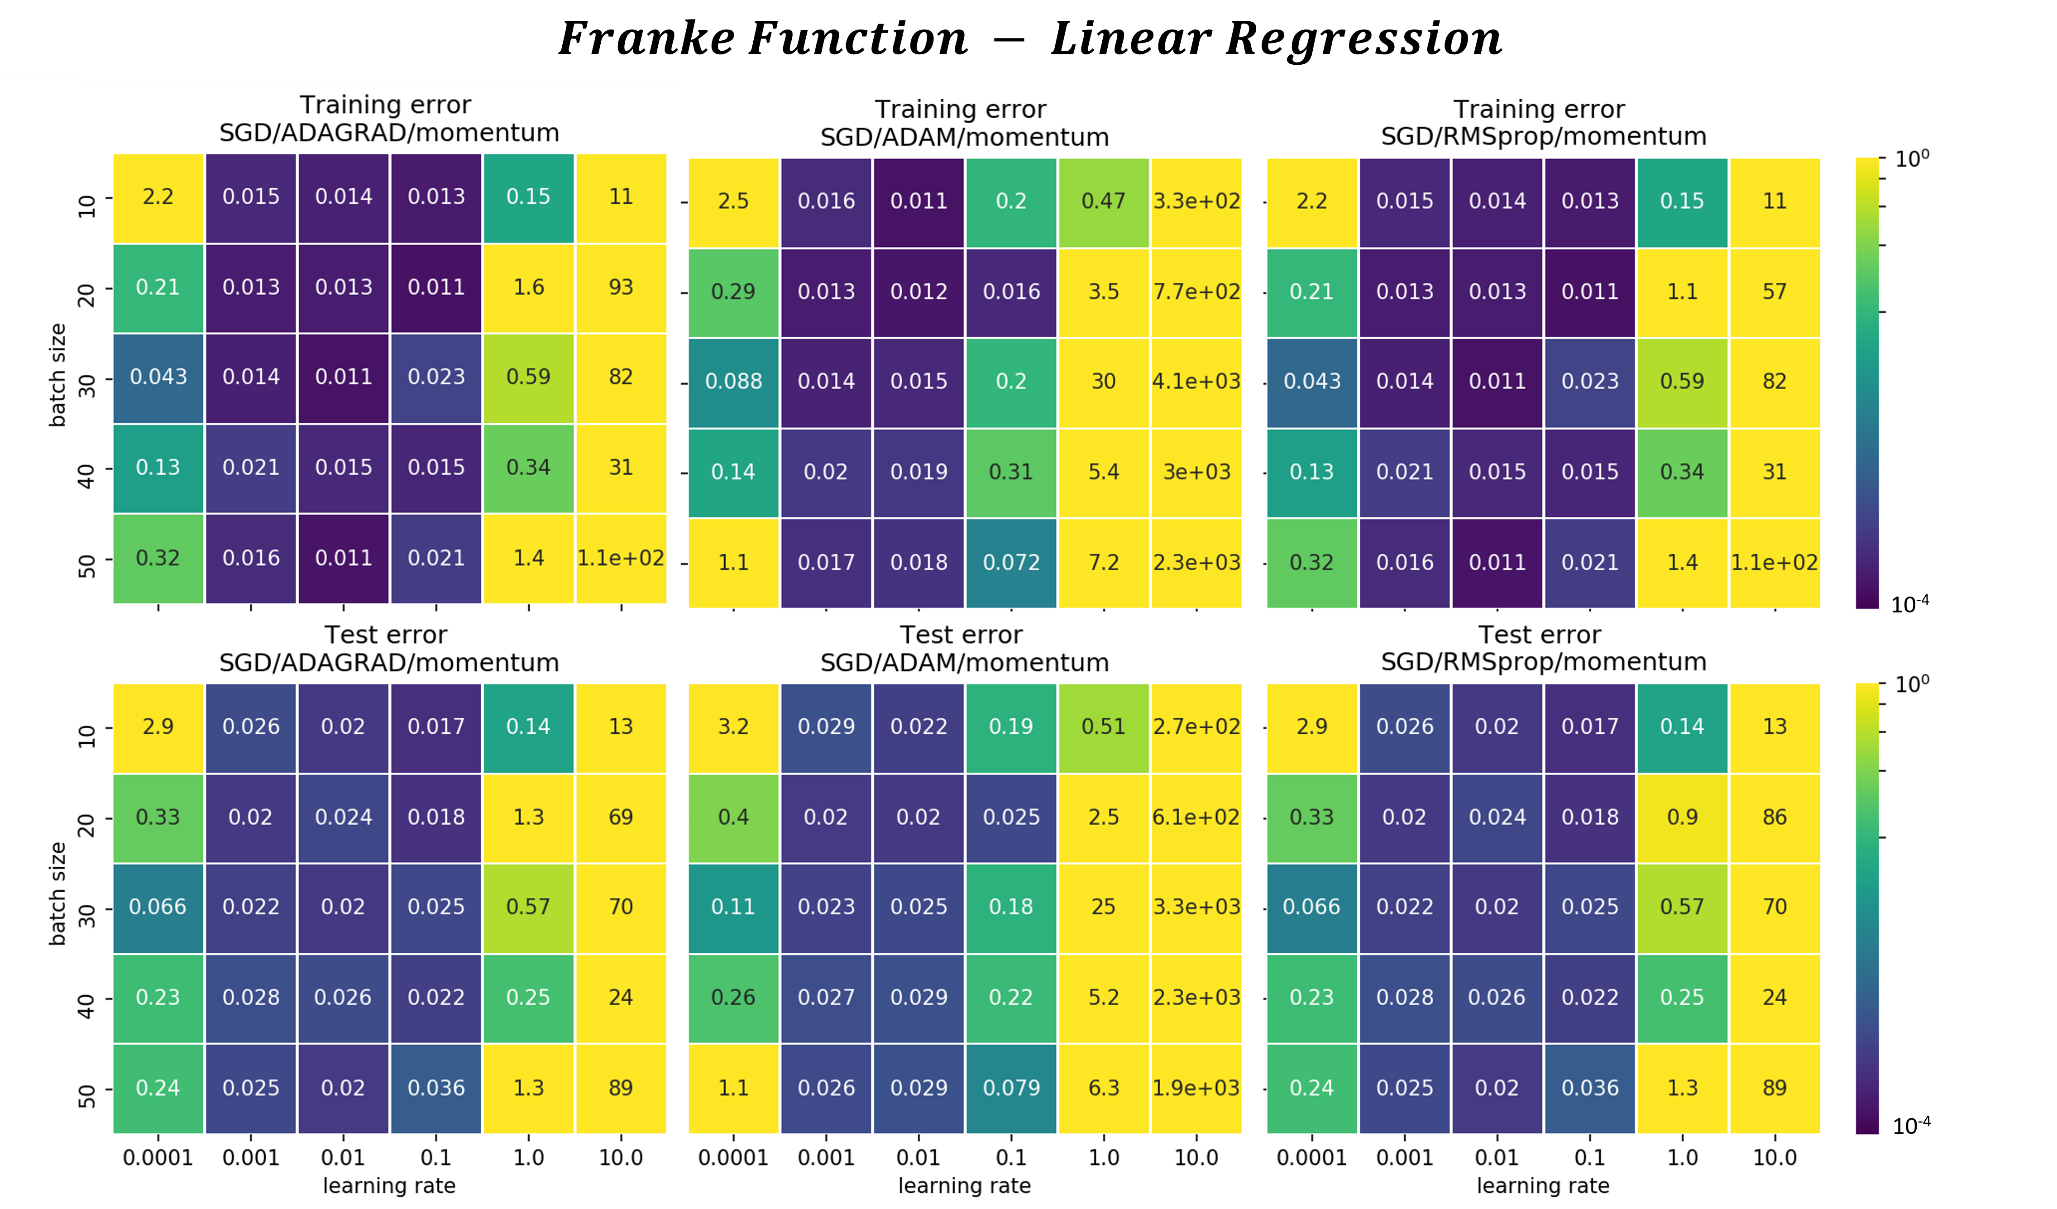 Franke Function − Linear Regression
Training error
SGD/ADAGRAD/momentum
Training error
SGD/ADAM/momentum
Training error
SGD/RMSprop/momentum
batch size
10 2.2 0.015 0.014 0.013 0.15 11
20 0.21 0.013 0.013 0.011 1.6 93
30 0.043 0.014 0.011 0.023 0.59 82
40 0.13 0.021 0.015 0.015 0.34 31
50 0.32 0.016 0.011 0.021 1.4 1.1e+02
2.5 0.016 0.011 0.2 0.47 3.3e+02
0.29 0.013 0.012 0.016 3.5 7.7e+02
0.088 0.014 0.015 0.2 30 4.1e+03
0.14 0.02 0.019 0.31 5.4 3e+03
1.1 0.017 0.018 0.072 7.2 2.3e+03
2.2 0.015 0.014 0.013 0.15 11
0.21 0.013 0.013 0.011 1.1 57
0.043 0.014 0.011 0.023 0.59 82
0.13 0.021 0.015 0.015 0.34 31
0.32 0.016 0.011 0.021 1.4 1.1e+02
10⁰
10⁻⁴
Test error
SGD/ADAGRAD/momentum
Test error
SGD/ADAM/momentum
Test error
SGD/RMSprop/momentum
batch size
10 2.9 0.026 0.02 0.017 0.14 13
20 0.33 0.02 0.024 0.018 1.3 69
30 0.066 0.022 0.02 0.025 0.57 70
40 0.23 0.028 0.026 0.022 0.25 24
50 0.24 0.025 0.02 0.036 1.3 89
0.0001 0.001 0.01 0.1 1.0 10.0
learning rate
3.2 0.029 0.022 0.19 0.51 2.7e+02
0.4 0.02 0.02 0.025 2.5 6.1e+02
0.11 0.023 0.025 0.18 25 3.3e+03
0.26 0.027 0.029 0.22 5.2 2.3e+03
1.1 0.026 0.029 0.079 6.3 1.9e+03
0.0001 0.001 0.01 0.1 1.0 10.0
learning rate
2.9 0.026 0.02 0.017 0.14 13
0.33 0.02 0.024 0.018 0.9 86
0.066 0.022 0.02 0.025 0.57 70
0.23 0.028 0.026 0.022 0.25 24
0.24 0.025 0.02 0.036 1.3 89
0.0001 0.001 0.01 0.1 1.0 10.0
learning rate
10⁰
10⁻⁴